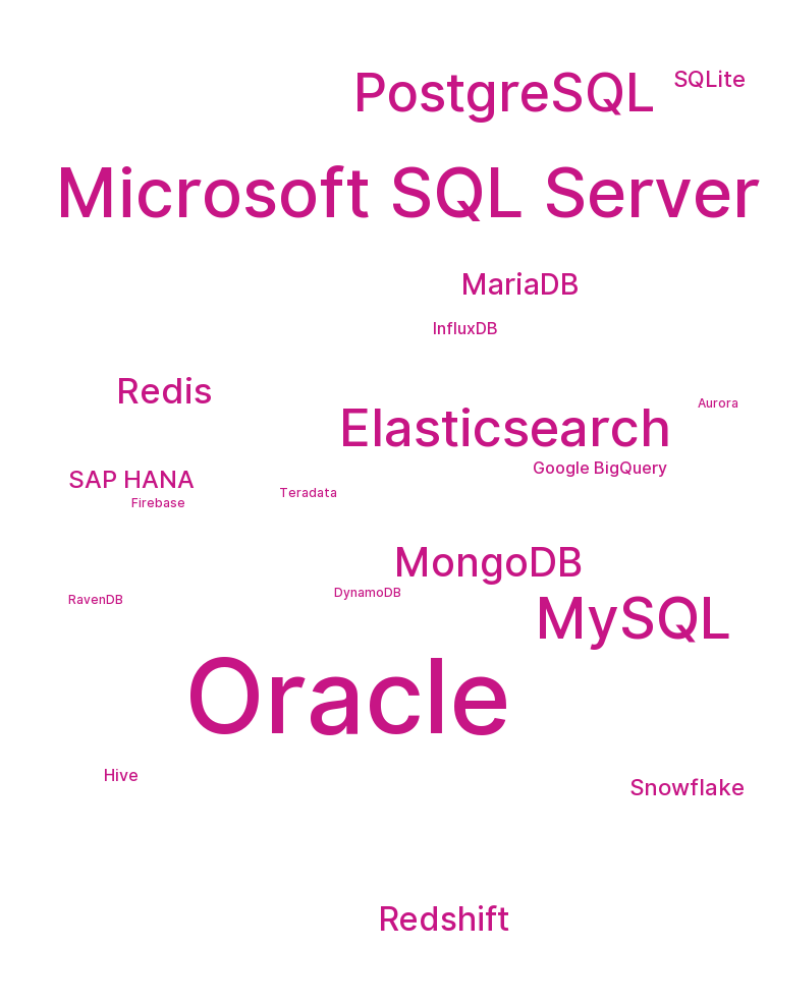 PostgreSQL
SQLite
Microsoft SQL Server
MariaDB
InfluxDB
Redis
Aurora
Elasticsearch
Google BigQuery
SAP HANA
Teradata
Firebase
MongoDB
DynamoDB
RavenDB
MySQL
Oracle
Hive
Snowflake
Redshift